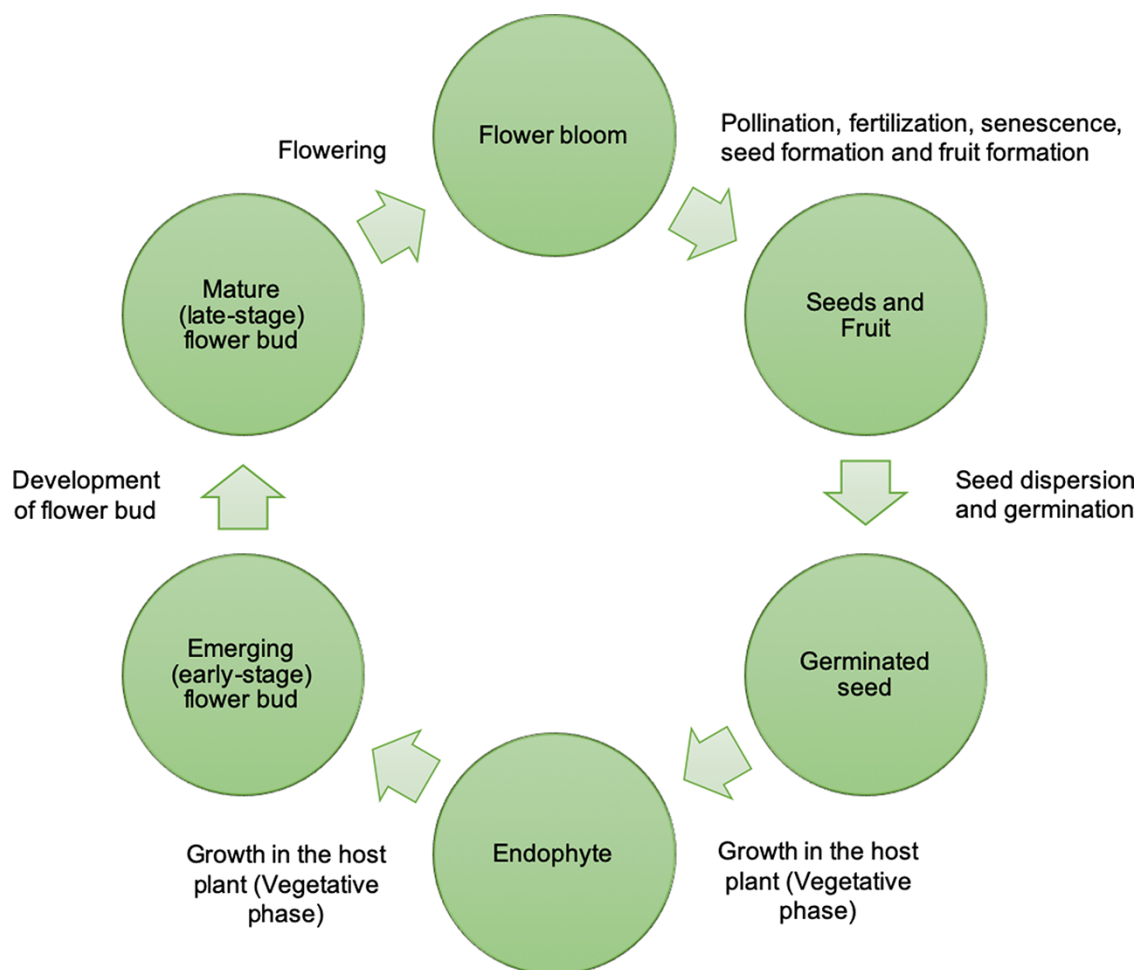 Flower bloom
Pollination, fertilization, senescence,
seed formation and fruit formation
Seeds and
Fruit
Seed dispersion
and germination
Germinated
seed
Growth in the host
plant (Vegetative
phase)
Endophyte
Growth in the host
plant (Vegetative
phase)
Emerging
(early-stage)
flower bud
Development
of flower bud
Mature
(late-stage)
flower bud
Flowering